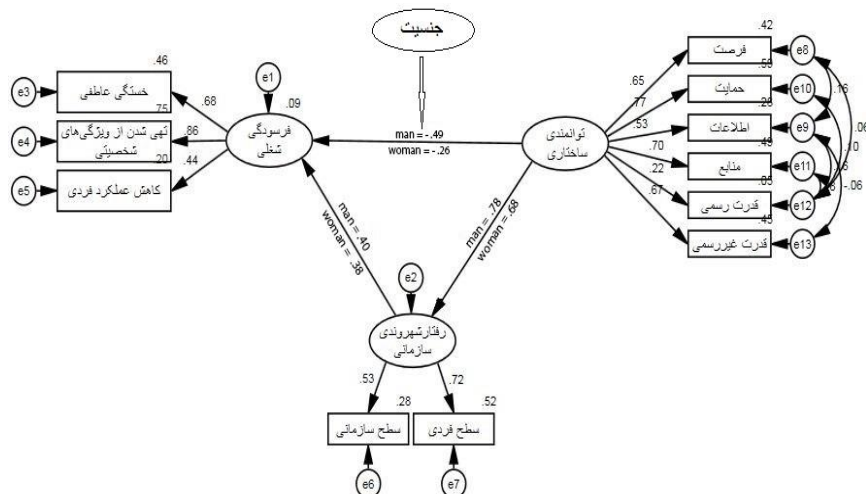 جنسیت
.42
فرصت
e8
.65
.59
حمایت
e10
.16
.77
.28
اطلاعات
e9
.06
.53
.49
منابع
e11
.10
.70
.05
قدرت رسمی
e12
-.06
.22
.45
قدرت غیررسمی
e13
.67
توانمندی
ساختاری
man = -.49
woman = -.26
e1
.09
فرسودگی
شغلی
.46
خستگی عاطفی
e3
.68
.75
تهی شدن از ویژگی‌های
شخصیتی
e4
.86
.20
کاهش عملکرد فردی
e5
.44
man = .40
woman = .38
man = .78
woman = .68
e2
رفتارشهروندی
سازمانی
.53
.72
.28
سطح سازمانی
.52
سطح فردی
e6
e7